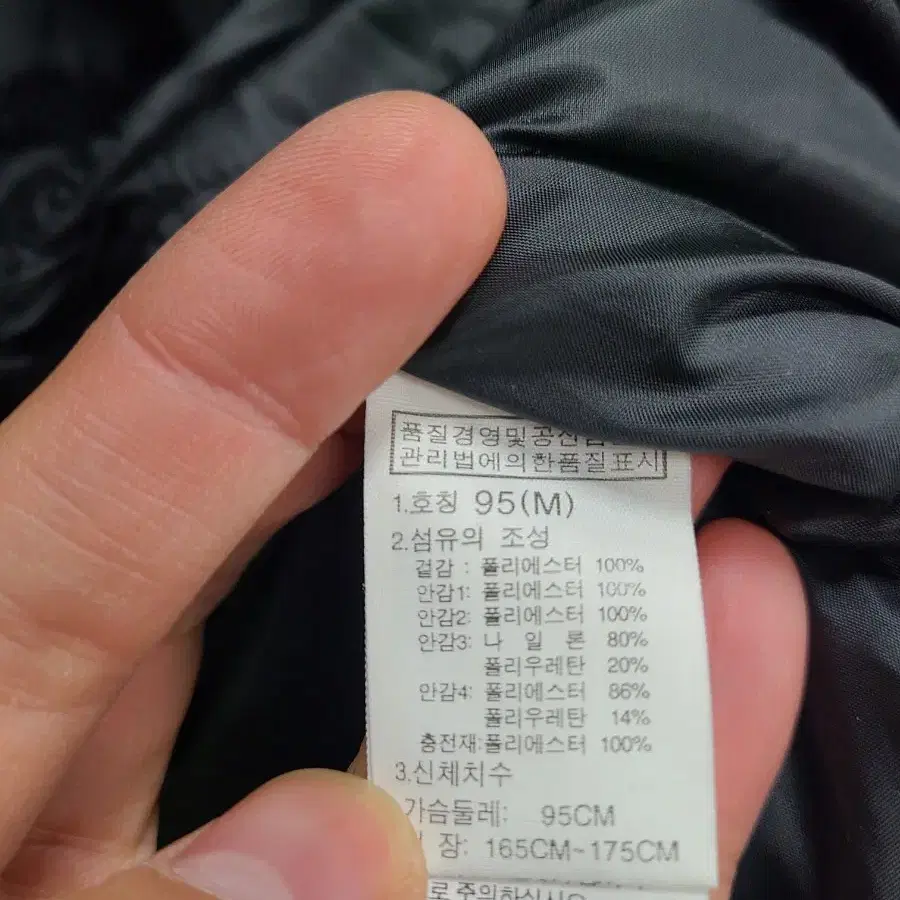 품질경영및공산
관리법에의한품질표시
1.호칭 95(M)
2.섬유의 조성
겉감 : 폴리에스터 100%
안감1: 폴리에스터 100%
안감2: 폴리에스터 100%
안감3: 나 일 론 80%
폴리우레탄 20%
안감4: 폴리에스터 86%
폴리우레탄 14%
충전재:폴리에스터 100%
3.신체치수
가슴둘레: 95CM
장: 165CM~175CM